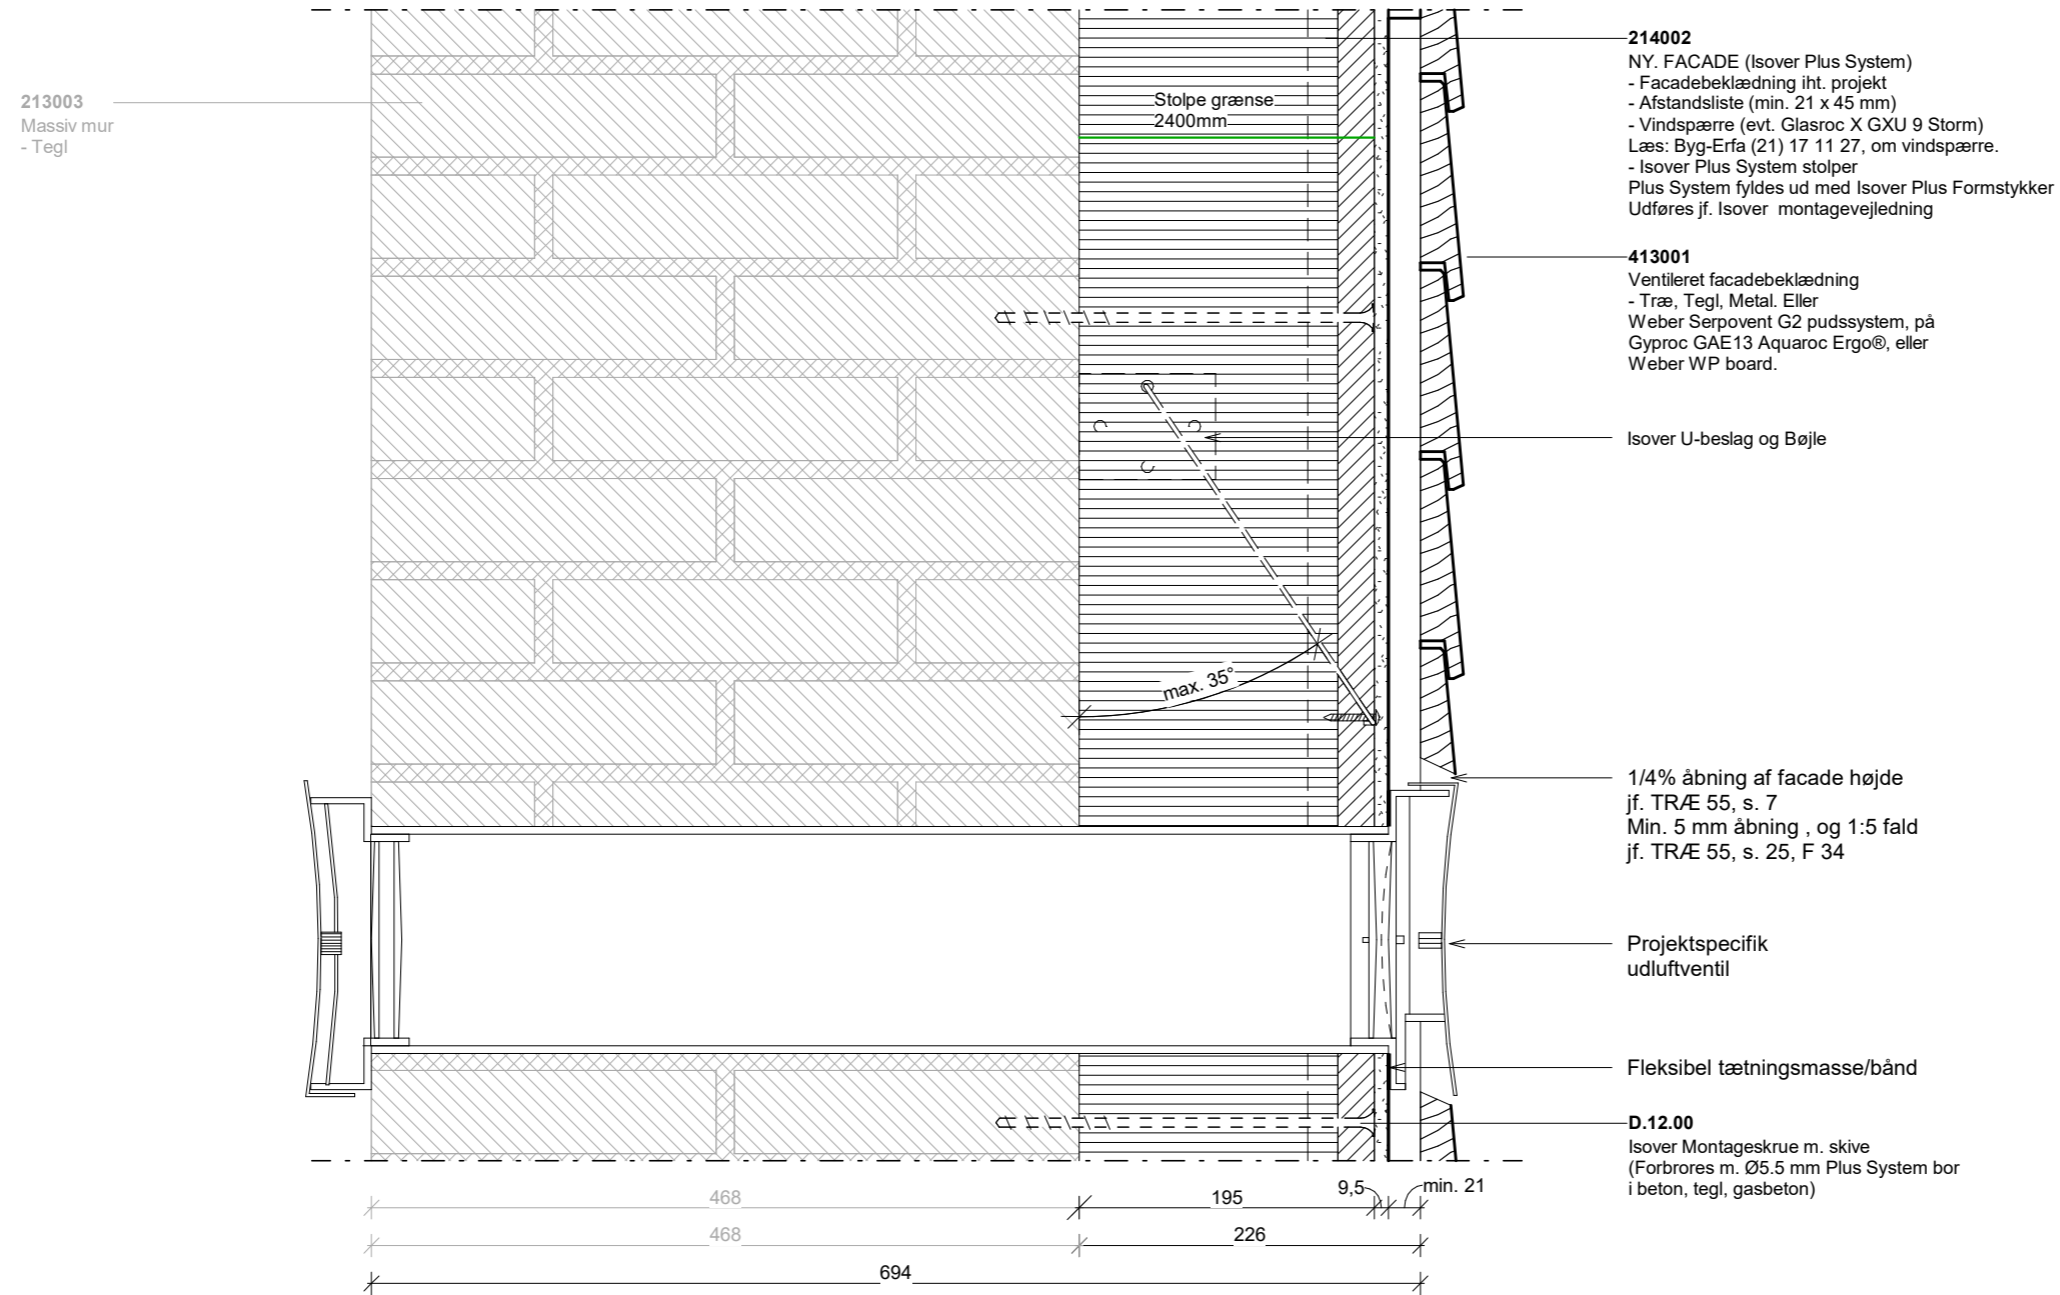 213003
Massiv mur
- Tegl
Stolpe grænse
2400mm
max. 35°
214002
NY. FACADE (Isover Plus System)
- Facadebeklædning iht. projekt
- Afstandsliste (min. 21 x 45 mm)
- Vindspærre (evt. Glasroc X GXU 9 Storm)
Læs: Byg-Erfa (21) 17 11 27, om vindspærre.
- Isover Plus System stolper
Plus System fyldes ud med Isover Plus Formstykker
Udføres jf. Isover  montagevejledning
413001
Ventileret facadebeklædning
- Træ, Tegl, Metal. Eller
Weber Serpovent G2 pudssystem, på
Gyproc GAE13 Aquaroc Ergo®, eller
Weber WP board.
Isover U-beslag og Bøjle
1/4% åbning af facade højde
jf. TRÆ 55, s. 7
Min. 5 mm åbning , og 1:5 fald
jf. TRÆ 55, s. 25, F 34
Projektspecifik
udluftventil
Fleksibel tætningsmasse/bånd
D.12.00
Isover Montageskrue m. skive
(Forbrores m. Ø5.5 mm Plus System bor
i beton, tegl, gasbeton)
468
195
9,5
min. 21
468
226
694